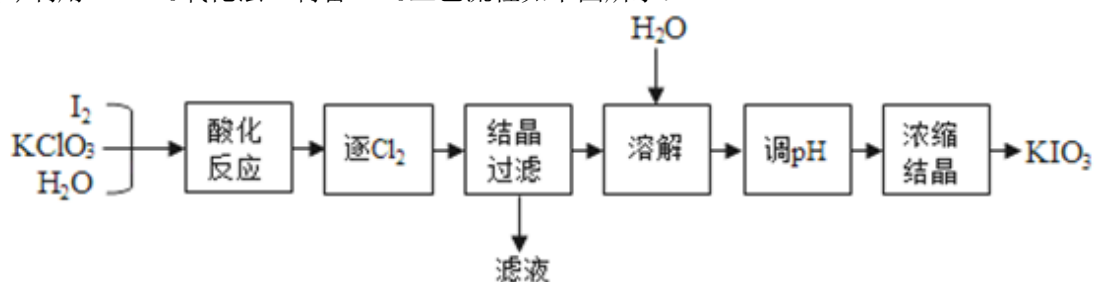 H₂O
I₂
KClO₃
H₂O
酸化
反应
逐Cl₂
结晶
过滤
溶解
调pH
浓缩
结晶
KIO₃
滤液